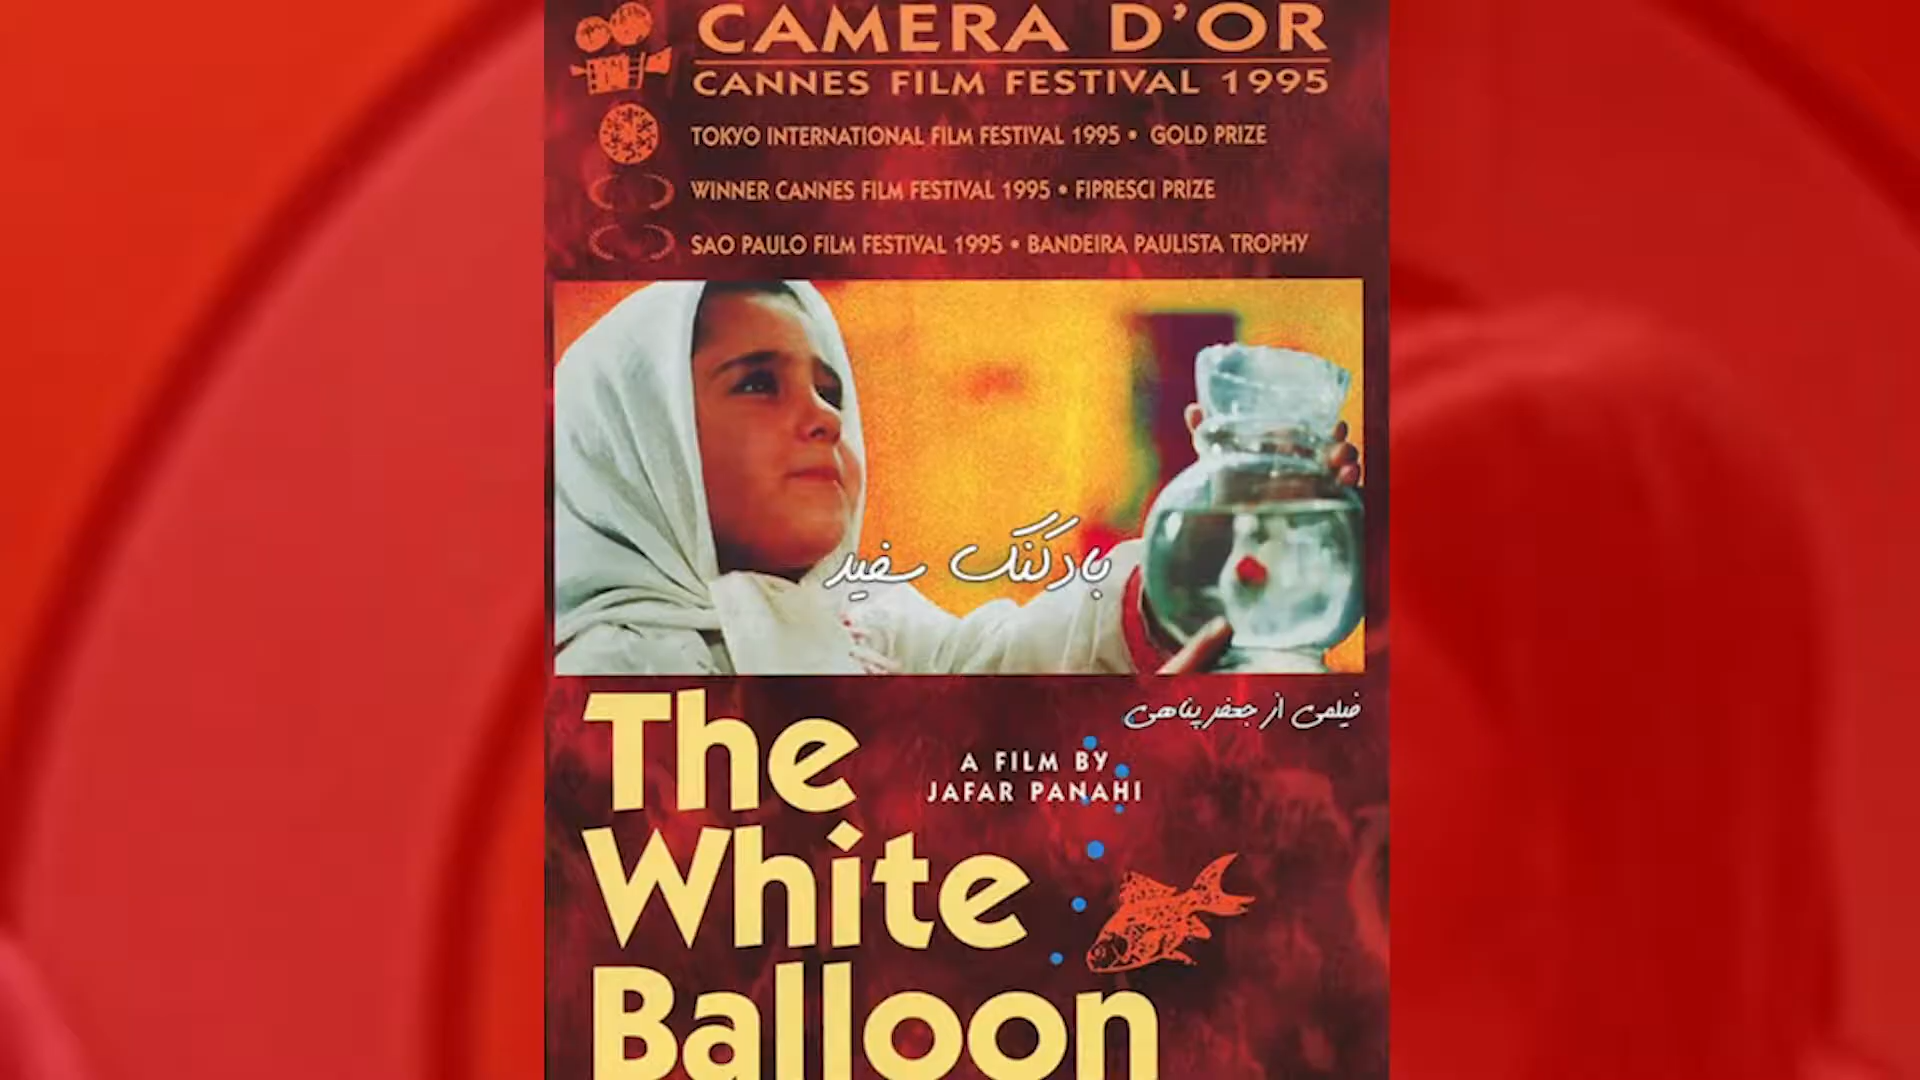 CAMERA D'OR
CANNES FILM FESTIVAL 1995
TOKYO INTERNATIONAL FILM FESTIVAL 1995 • GOLD PRIZE
WINNER CANNES FILM FESTIVAL 1995 • FIPRESCI PRIZE
SAO PAULO FILM FESTIVAL 1995 • BANDEIRA PAULISTA TROPHY
بادکنک سفید
فیلمی از جعفر پناهی
A FILM BY
JAFAR PANAHI
The
White
Balloon